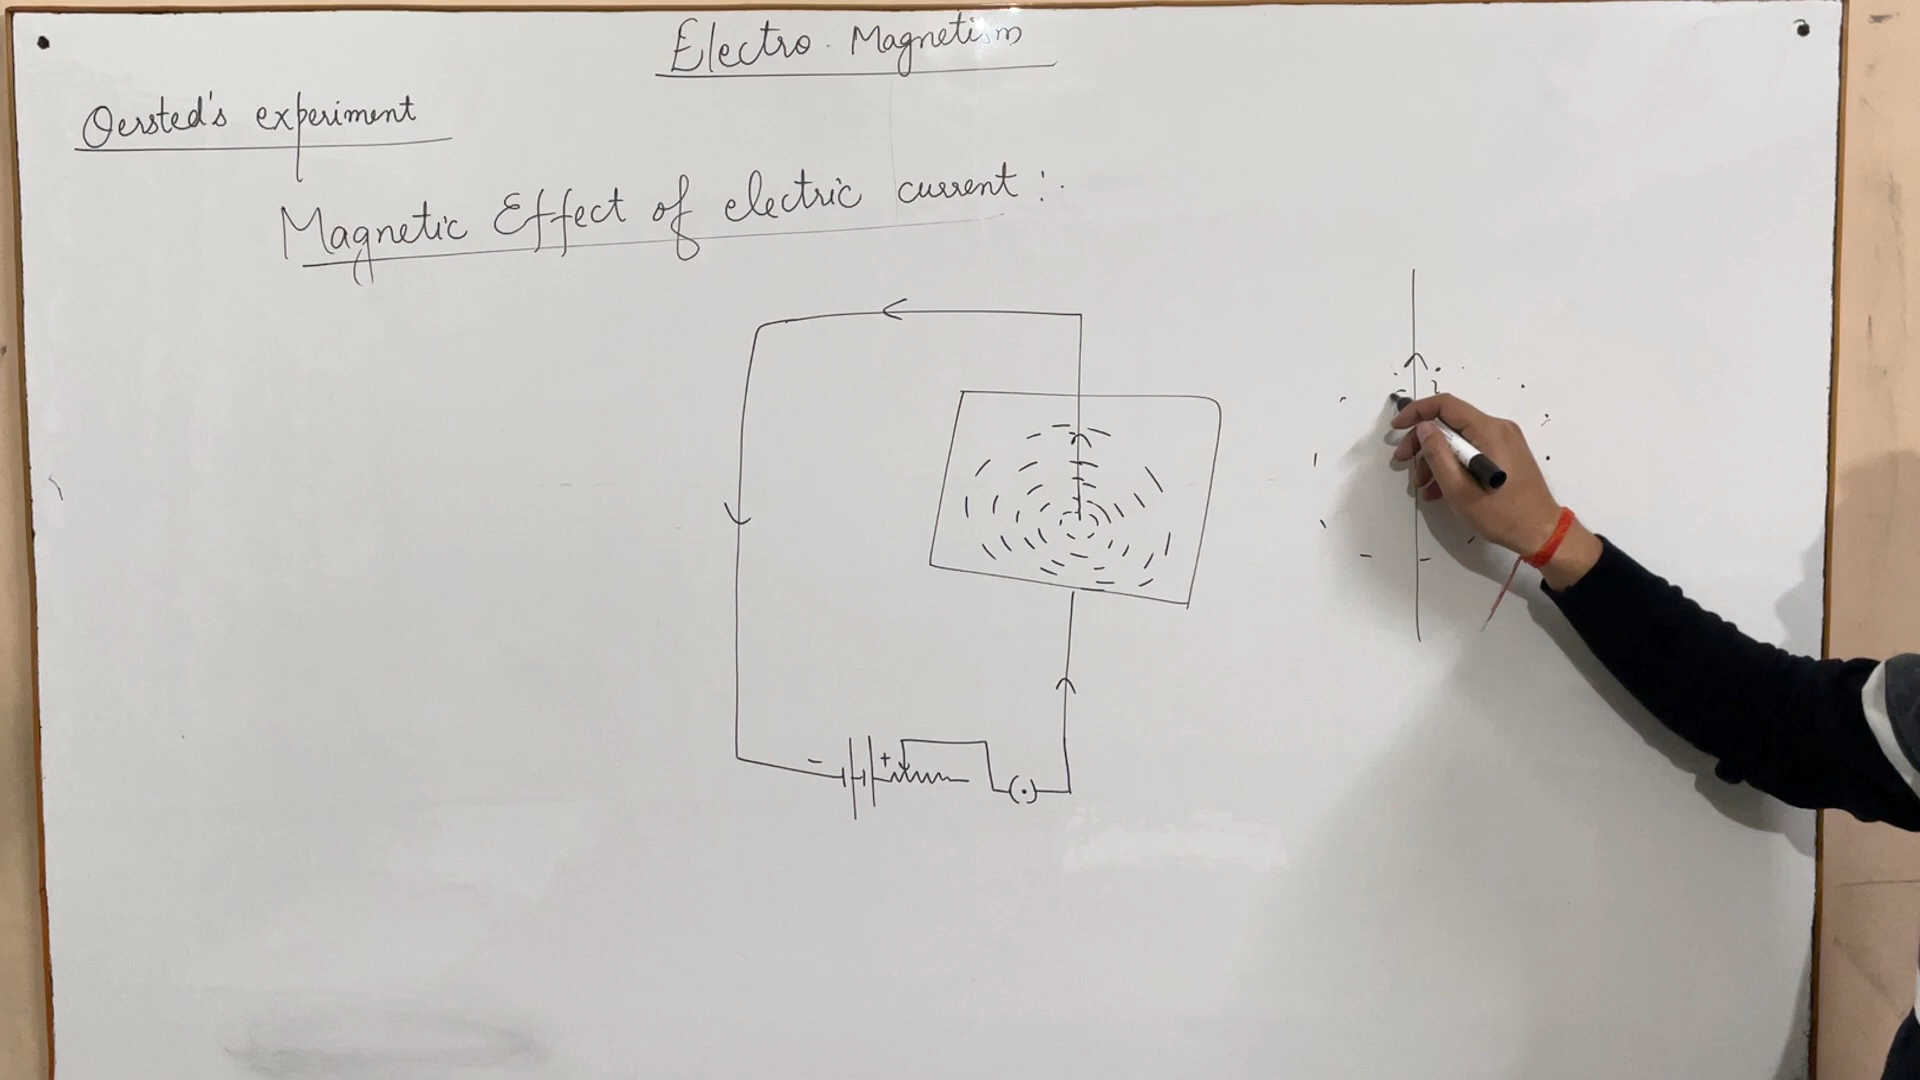 Electro. Magnetism
Oersted's experiment
Magnetic Effect of electric current :.
- +